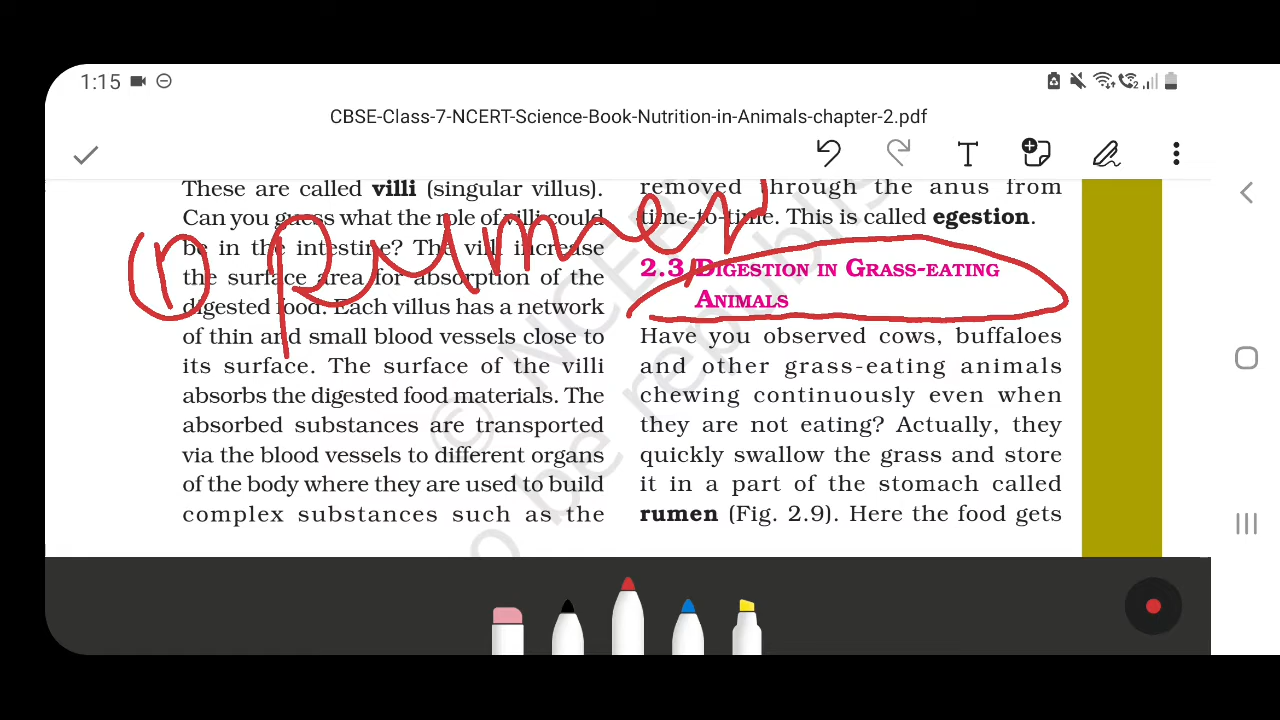 1:15
CBSE-Class-7-NCERT-Science-Book-Nutrition-in-Animals-chapter-2.pdf
T
These are called villi (singular villus).
Can you guess what the role of villi could
be in the intestine? The villi increase
the surface area for absorption of the
digested food. Each villus has a network
of thin and small blood vessels close to
its surface. The surface of the villi
absorbs the digested food materials. The
absorbed substances are transported
via the blood vessels to different organs
of the body where they are used to build
complex substances such as the
removed through the anus from
time-to-time. This is called egestion.
2.3 DIGESTION IN GRASS-EATING
ANIMALS
Have you observed cows, buffaloes
and other grass-eating animals
chewing continuously even when
they are not eating? Actually, they
quickly swallow the grass and store
it in a part of the stomach called
rumen (Fig. 2.9). Here the food gets
© NCERT
be republis
o be